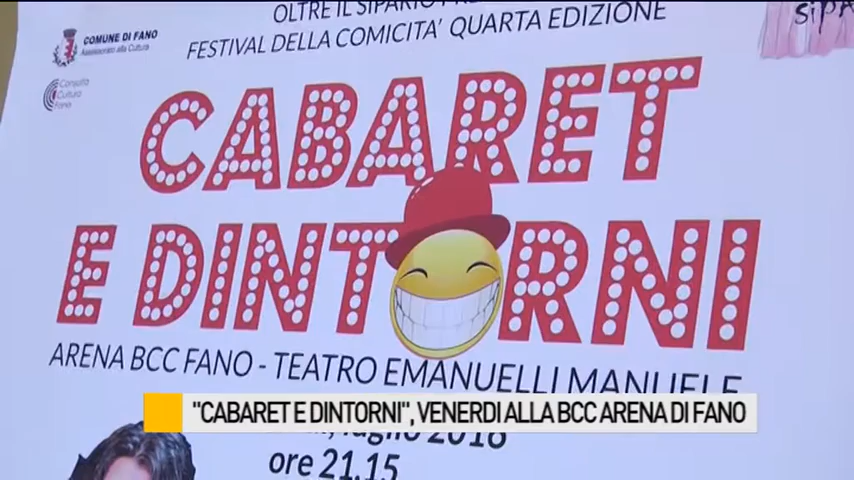 COMUNE DI FANO
Assessorato alla Cultura
Consulta
Cultura
Fano
OLTRE IL SIPARIO
FESTIVAL DELLA COMICITA' QUARTA EDIZIONE
CABARET
E DINTORNI
ARENA BCC FANO - TEATRO EMANUELLI MANUELE
"CABARET E DINTORNI", VENERDI ALLA BCC ARENA DI FANO
luglio 2016
ore 21.15